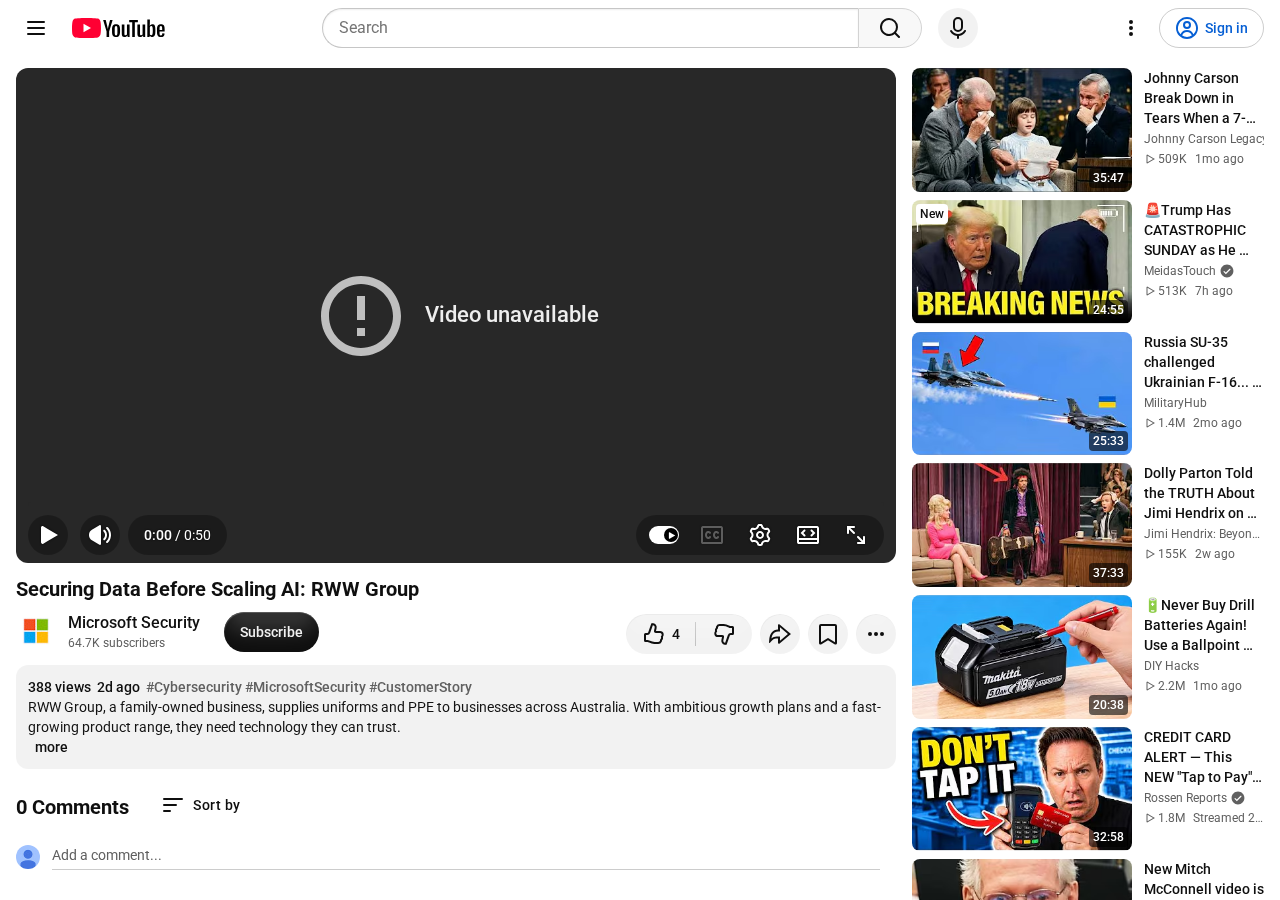 YouTube
Search
Sign in
Video unavailable
0:00 / 0:50
CC
Securing Data Before Scaling AI: RWW Group
Microsoft Security
64.7K subscribers
Subscribe
4
388 views 2d ago #Cybersecurity #MicrosoftSecurity #CustomerStory
RWW Group, a family-owned business, supplies uniforms and PPE to businesses across Australia. With ambitious growth plans and a fast-
growing product range, they need technology they can trust.
more
0 Comments
Sort by
Add a comment...
35:47
Johnny Carson
Break Down in
Tears When a 7-…
Johnny Carson Legacy
509K 1mo ago
New
BREAKING NEWS
24:55
🚨Trump Has
CATASTROPHIC
SUNDAY as He …
MeidasTouch
513K 7h ago
25:33
Russia SU-35
challenged
Ukrainian F-16... …
MilitaryHub
1.4M 2mo ago
37:33
Dolly Parton Told
the TRUTH About
Jimi Hendrix on …
Jimi Hendrix: Beyon…
155K 2w ago
makita
5.0Ah 18V
20:38
🔋Never Buy Drill
Batteries Again!
Use a Ballpoint …
DIY Hacks
2.2M 1mo ago
DON'T
TAP IT
32:58
CREDIT CARD
ALERT — This
NEW "Tap to Pay"…
Rossen Reports
1.8M Streamed 2…
New Mitch
McConnell video is